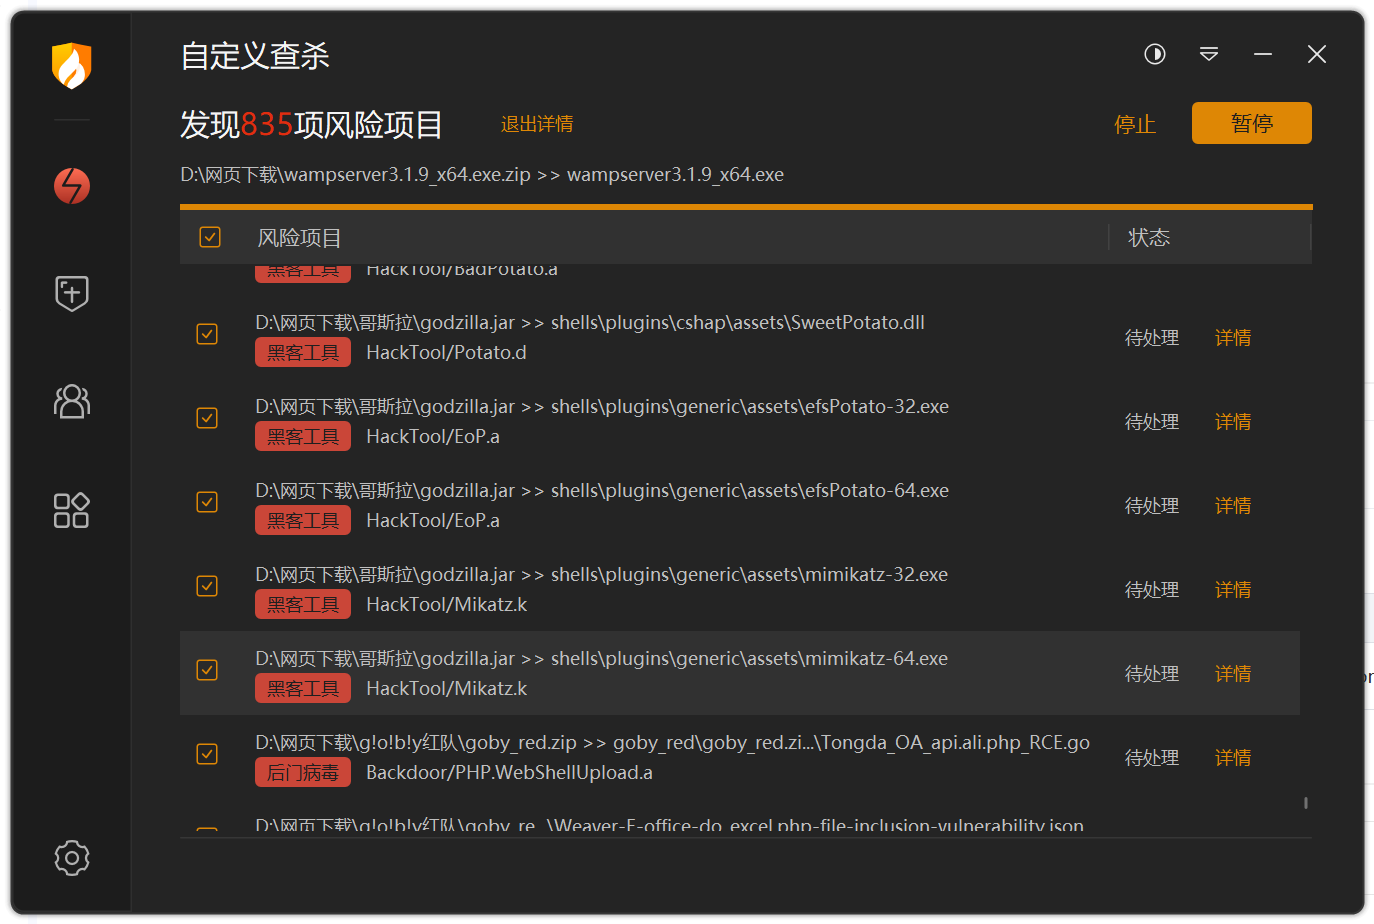 自定义查杀
发现835项风险项目 退出详情 停止 暂停
D:\网页下载\wampserver3.1.9_x64.exe.zip >> wampserver3.1.9_x64.exe
风险项目 状态
黑客工具 HackTool/BadPotato.a
D:\网页下载\哥斯拉\godzilla.jar >> shells\plugins\cshap\assets\SweetPotato.dll
黑客工具 HackTool/Potato.d
待处理 详情
D:\网页下载\哥斯拉\godzilla.jar >> shells\plugins\generic\assets\efsPotato-32.exe
黑客工具 HackTool/EoP.a
待处理 详情
D:\网页下载\哥斯拉\godzilla.jar >> shells\plugins\generic\assets\efsPotato-64.exe
黑客工具 HackTool/EoP.a
待处理 详情
D:\网页下载\哥斯拉\godzilla.jar >> shells\plugins\generic\assets\mimikatz-32.exe
黑客工具 HackTool/Mikatz.k
待处理 详情
D:\网页下载\哥斯拉\godzilla.jar >> shells\plugins\generic\assets\mimikatz-64.exe
黑客工具 HackTool/Mikatz.k
待处理 详情
D:\网页下载\g!o!b!y红队\goby_red.zip >> goby_red\goby_red.zi...\Tongda_OA_api.ali.php_RCE.go
后门病毒 Backdoor/PHP.WebShellUpload.a
待处理 详情
D:\网页下载\g!o!b!y红队\goby_re...\Weaver-E-office-do_excel.php-file-inclusion-vulnerability.json